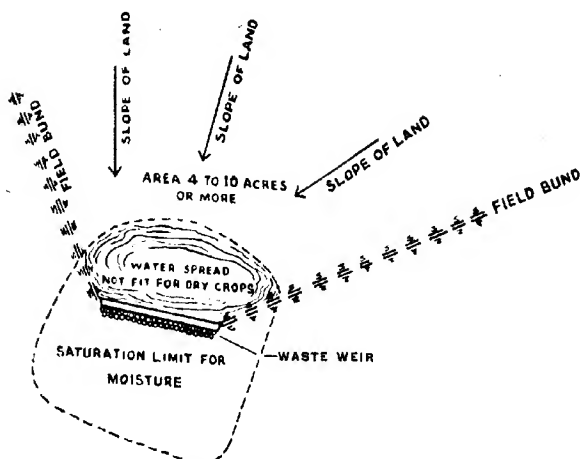 SLOPE OF LAND
SLOPE OF LAND
SLOPE OF LAND
FIELD BUND
AREA 4 TO 10 ACRES
OR MORE
FIELD BUND
WATER SPREAD
NOT FIT FOR DRY CROPS
SATURATION LIMIT FOR
MOISTURE
WASTE WEIR